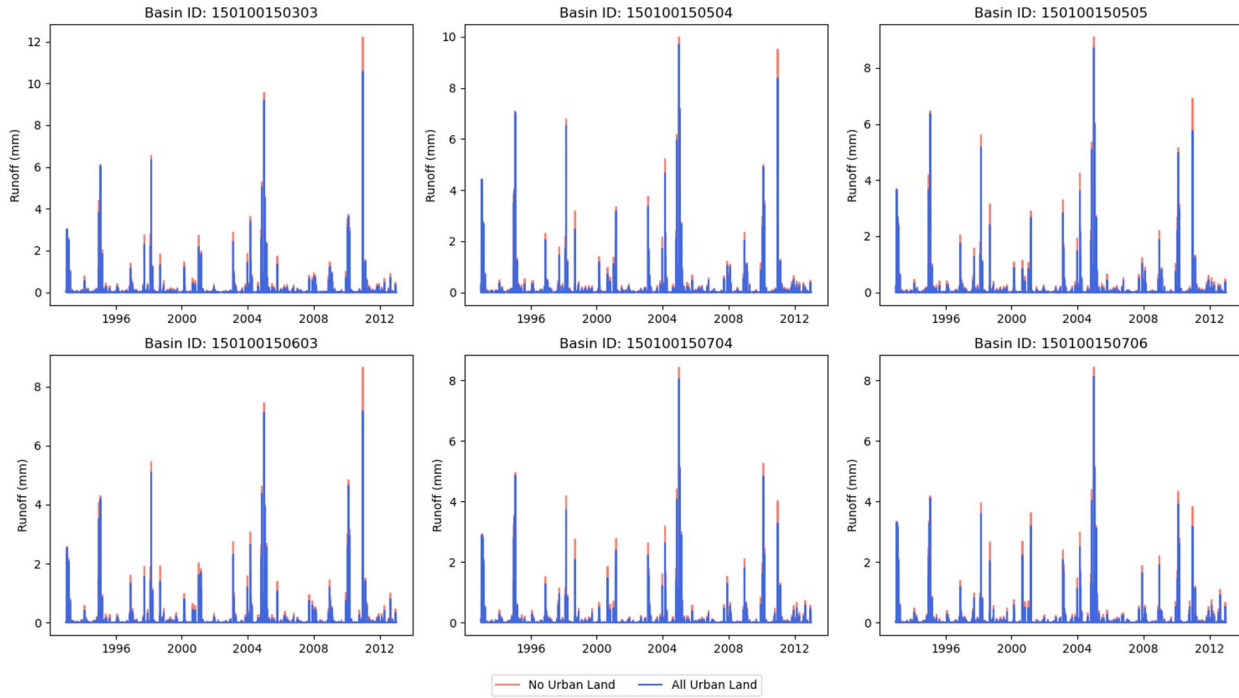 Basin ID: 150100150303
Basin ID: 150100150504
Basin ID: 150100150505
Runoff (mm)
12
10
8
6
4
2
0
1996 2000 2004 2008 2012
Runoff (mm)
10
8
6
4
2
0
1996 2000 2004 2008 2012
Runoff (mm)
8
6
4
2
0
1996 2000 2004 2008 2012
Basin ID: 150100150603
Basin ID: 150100150704
Basin ID: 150100150706
Runoff (mm)
8
6
4
2
0
1996 2000 2004 2008 2012
Runoff (mm)
8
6
4
2
0
1996 2000 2004 2008 2012
Runoff (mm)
8
6
4
2
0
1996 2000 2004 2008 2012
No Urban Land All Urban Land